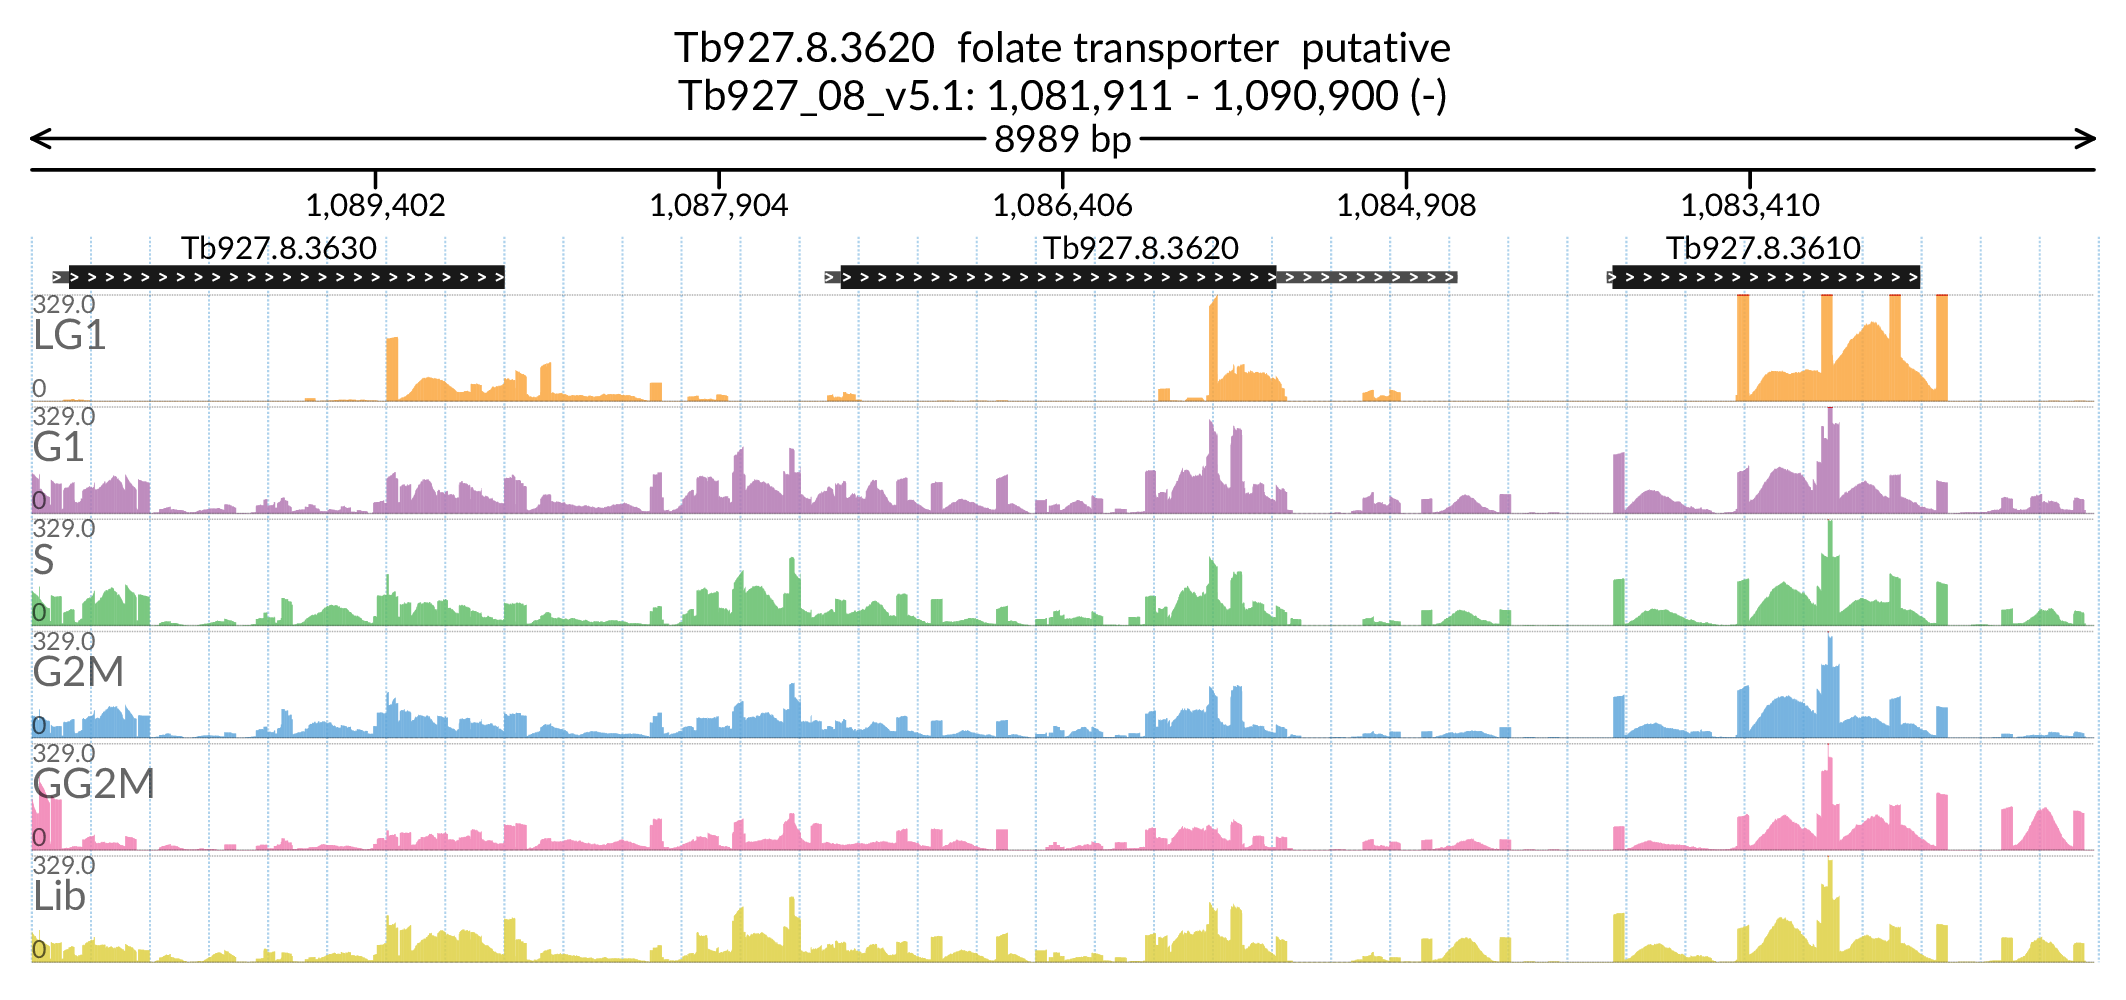 Tb927.8.3620 folate transporter putative
Tb927_08_v5.1: 1,081,911 - 1,090,900 (-)
8989 bp
1,089,402 1,087,904 1,086,406 1,084,908 1,083,410
Tb927.8.3630 Tb927.8.3620 Tb927.8.3610
329.0
LG1
0
329.0
G1
0
329.0
S
0
329.0
G2M
0
329.0
GG2M
0
329.0
Lib
0